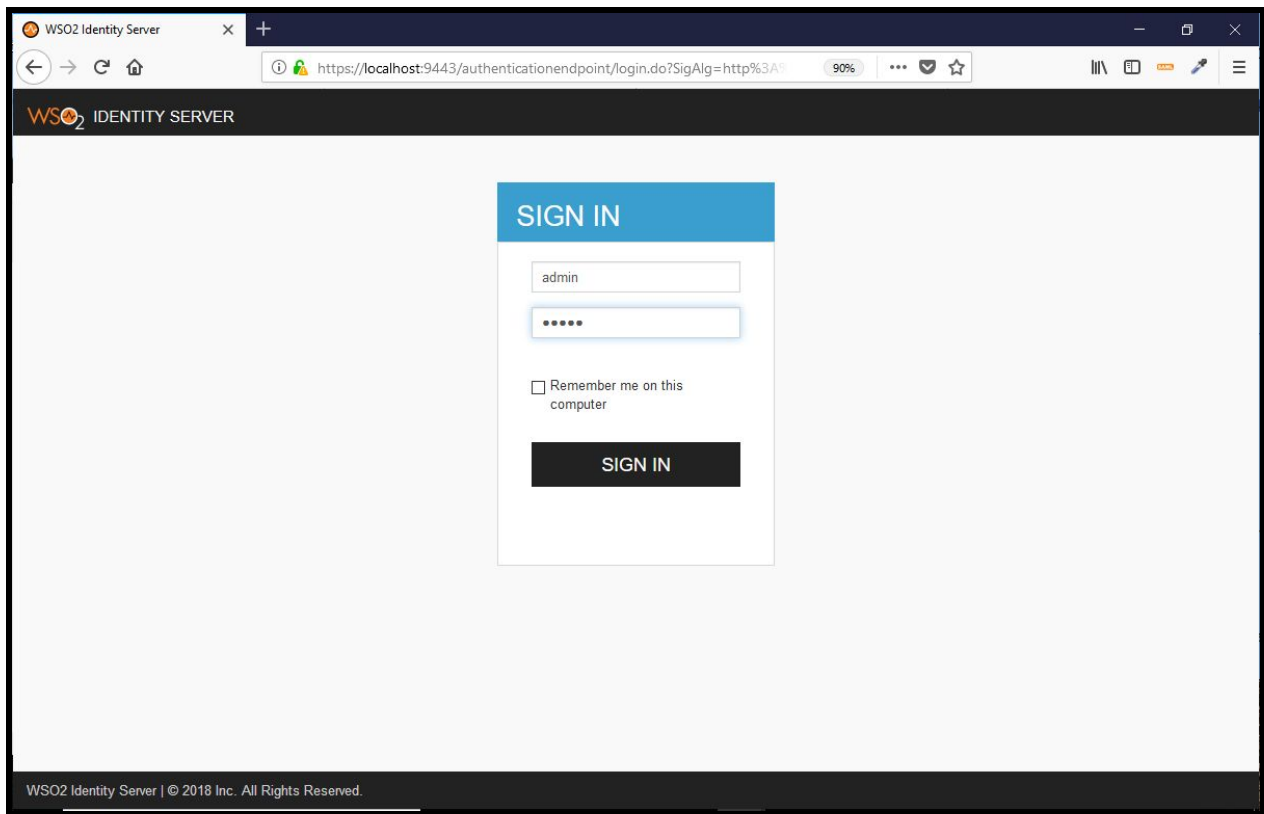 WSO2 Identity Server
https://localhost:9443/authenticationendpoint/login.do?SigAlg=http%3A%
90%
WSO2 IDENTITY SERVER
SIGN IN
admin
•••••
Remember me on this
computer
SIGN IN
WSO2 Identity Server | © 2018 Inc. All Rights Reserved.